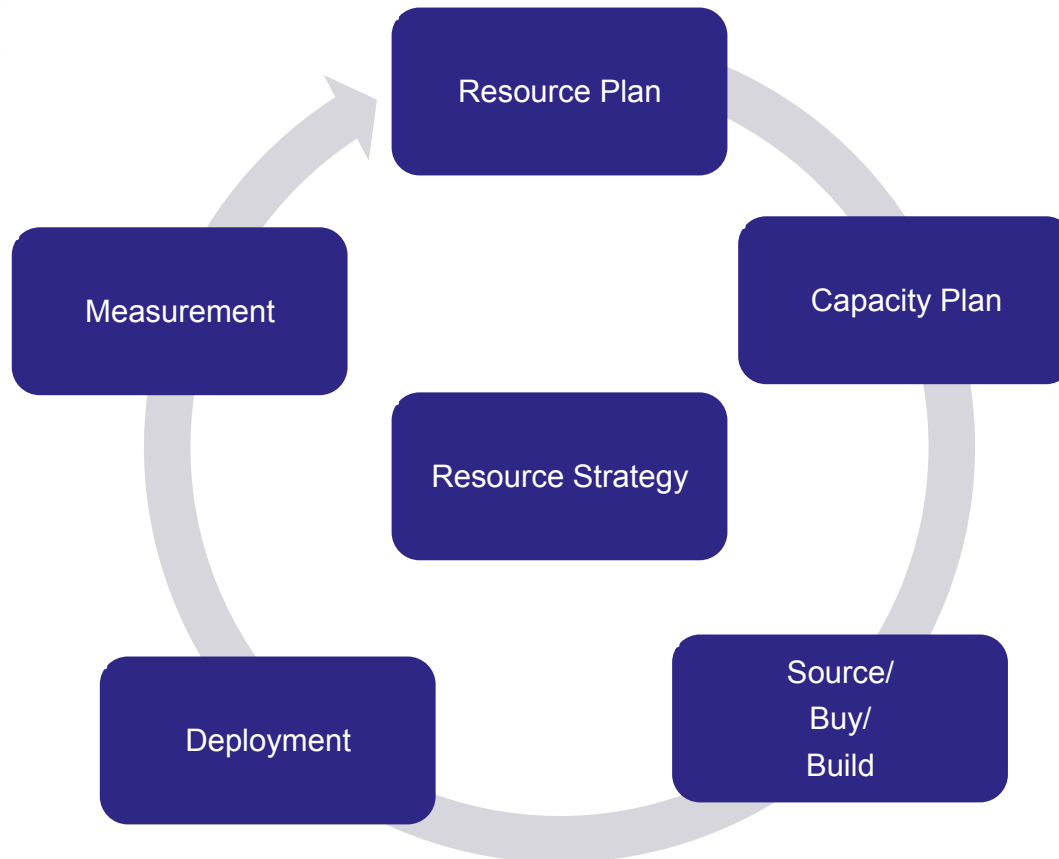 Resource Plan
Capacity Plan
Measurement
Resource Strategy
Source/
Buy/
Build
Deployment